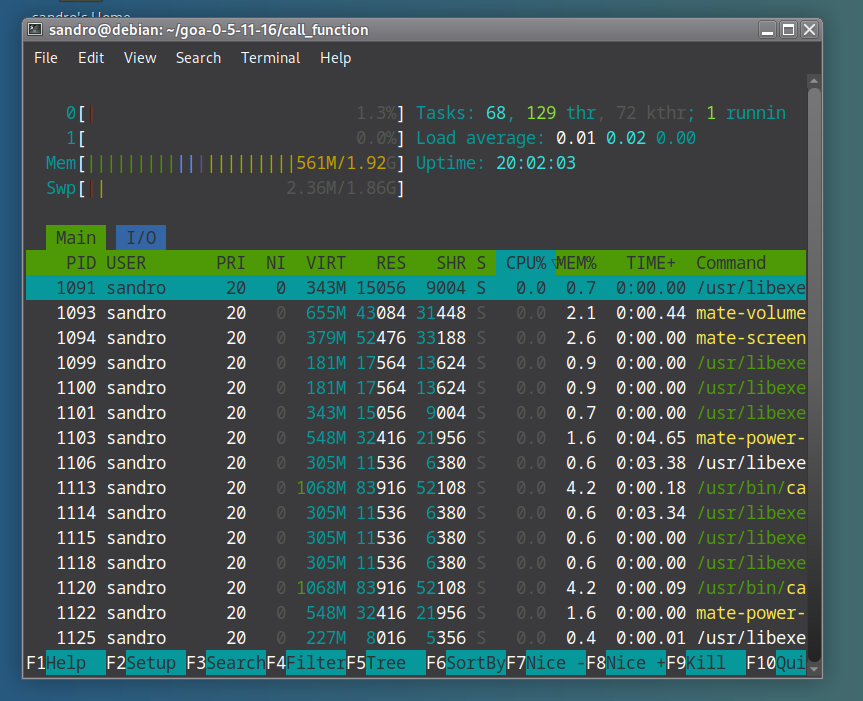 sandro's Home
sandro@debian: ~/goa-0-5-11-16/call_function
File Edit View Search Terminal Help
0[| 1.3%] Tasks: 68, 129 thr, 72 kthr; 1 runnin
1[ 0.0%] Load average: 0.01 0.02 0.00
Mem[|||||||||||||||||||||561M/1.92G] Uptime: 20:02:03
Swp[|| 2.36M/1.86G]
Main I/O
PID USER PRI NI VIRT RES SHR S CPU%▽MEM% TIME+ Command
1091 sandro 20 0 343M 15056 9004 S 0.0 0.7 0:00.00 /usr/libexe
1093 sandro 20 0 655M 43084 31448 S 0.0 2.1 0:00.44 mate-volume
1094 sandro 20 0 379M 52476 33188 S 0.0 2.6 0:00.00 mate-screen
1099 sandro 20 0 181M 17564 13624 S 0.0 0.9 0:00.00 /usr/libexe
1100 sandro 20 0 181M 17564 13624 S 0.0 0.9 0:00.00 /usr/libexe
1101 sandro 20 0 343M 15056 9004 S 0.0 0.7 0:00.00 /usr/libexe
1103 sandro 20 0 548M 32416 21956 S 0.0 1.6 0:04.65 mate-power-
1106 sandro 20 0 305M 11536 6380 S 0.0 0.6 0:03.38 /usr/libexe
1113 sandro 20 0 1068M 83916 52108 S 0.0 4.2 0:00.18 /usr/bin/ca
1114 sandro 20 0 305M 11536 6380 S 0.0 0.6 0:03.34 /usr/libexe
1115 sandro 20 0 305M 11536 6380 S 0.0 0.6 0:00.00 /usr/libexe
1118 sandro 20 0 305M 11536 6380 S 0.0 0.6 0:00.00 /usr/libexe
1120 sandro 20 0 1068M 83916 52108 S 0.0 4.2 0:00.09 /usr/bin/ca
1122 sandro 20 0 548M 32416 21956 S 0.0 1.6 0:00.00 mate-power-
1125 sandro 20 0 227M 8016 5356 S 0.0 0.4 0:00.01 /usr/libexe
F1Help F2Setup F3SearchF4FilterF5Tree F6SortByF7Nice -F8Nice +F9Kill F10Qui